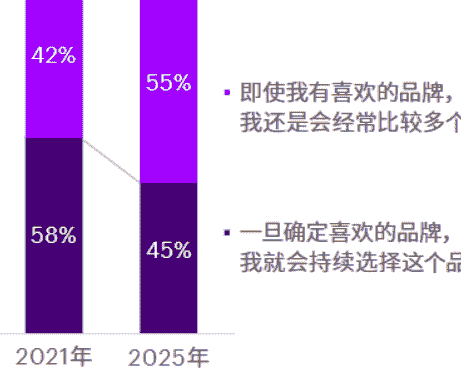 42%
55%
即使我有喜欢的品牌，
我还是会经常比较多个
58%
45%
一旦确定喜欢的品牌，
我就会持续选择这个品
2021年
2025年